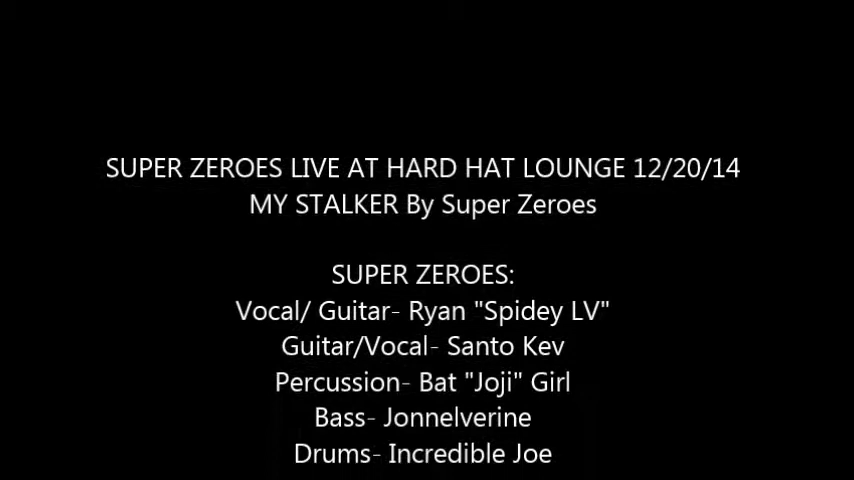 SUPER ZEROES LIVE AT HARD HAT LOUNGE 12/20/14
MY STALKER By Super Zeroes
SUPER ZEROES:
Vocal/ Guitar- Ryan "Spidey LV"
Guitar/Vocal- Santo Kev
Percussion- Bat "Joji" Girl
Bass- Jonnelverine
Drums- Incredible Joe